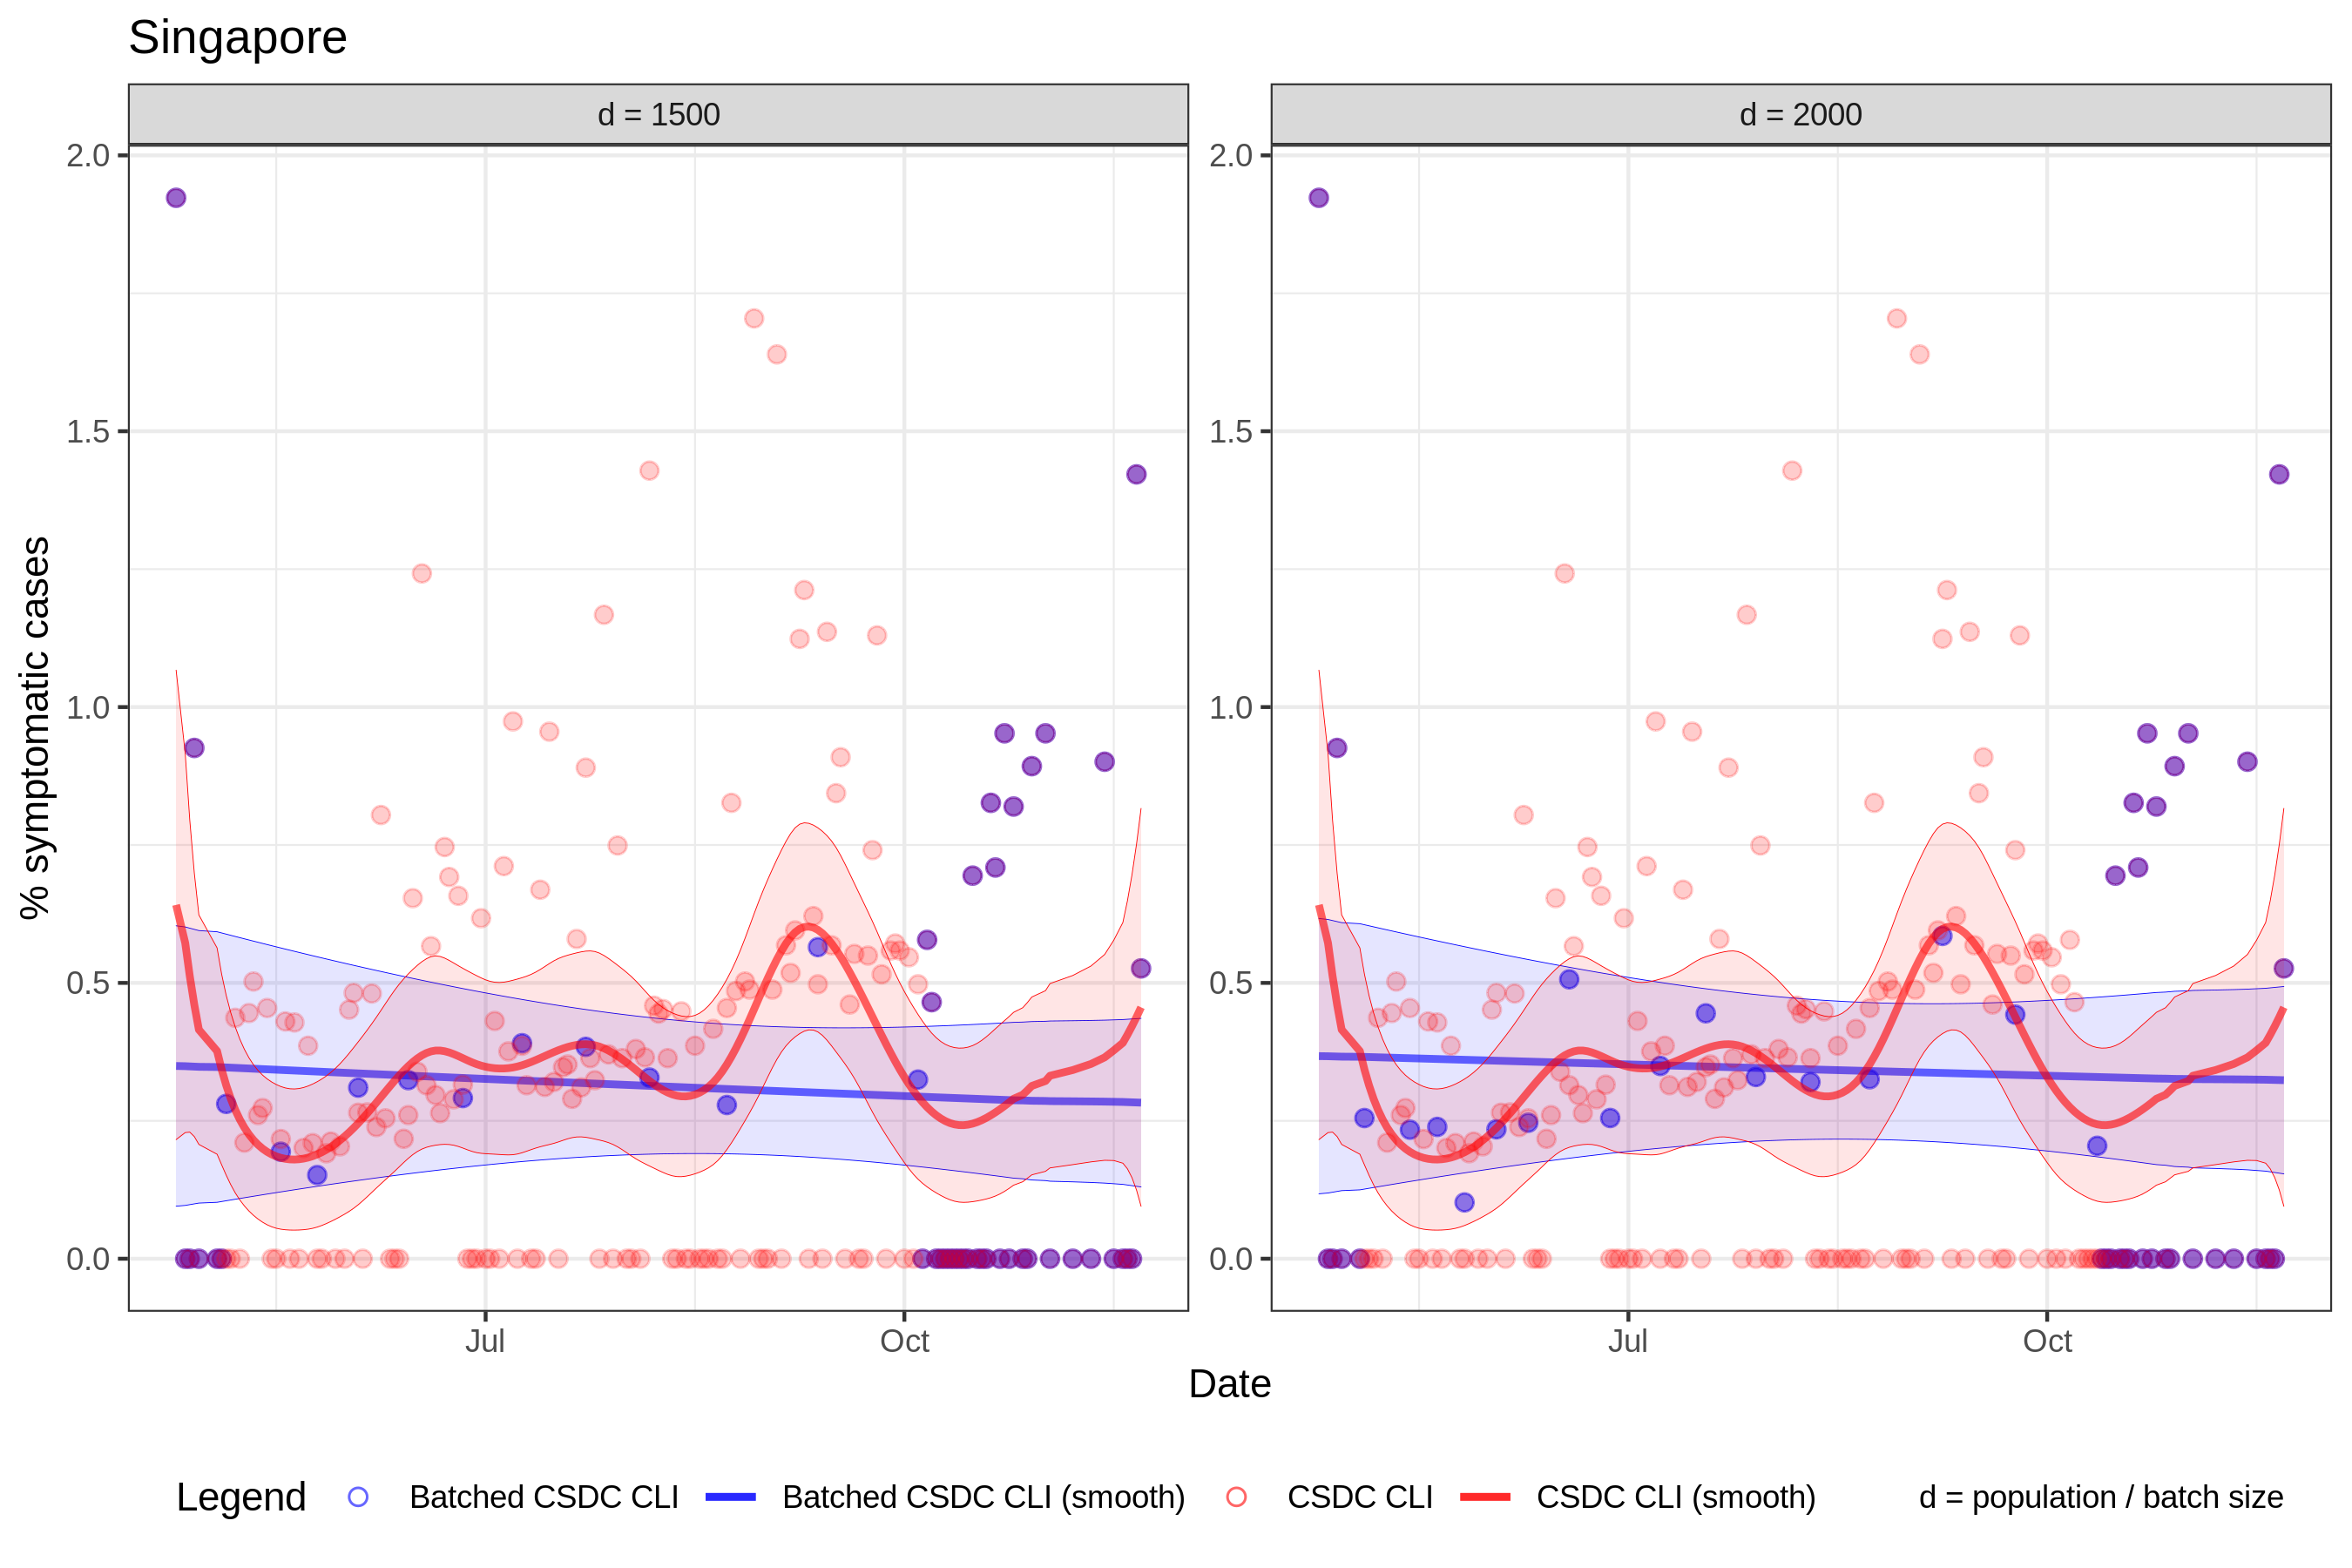 Singapore
d = 1500
d = 2000
% symptomatic cases
2.0
1.5
1.0
0.5
0.0
2.0
1.5
1.0
0.5
0.0
Jul
Oct
Jul
Oct
Date
Legend
Batched CSDC CLI
Batched CSDC CLI (smooth)
CSDC CLI
CSDC CLI (smooth)
d = population / batch size